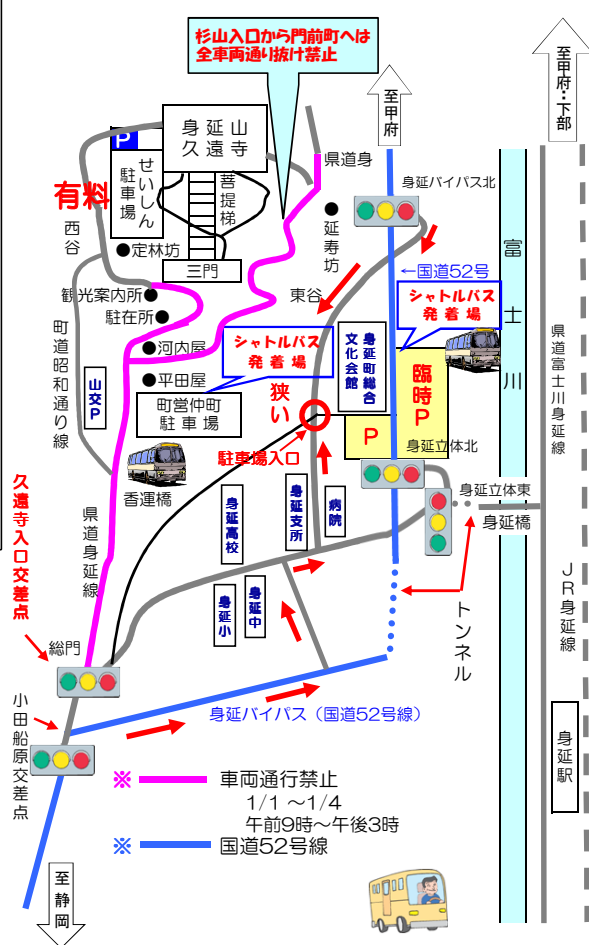 杉山入口から門前町へは
全車両通り抜け禁止
至甲府
至甲府・下部
P
身延山
久遠寺
県道身
せいしん
駐車場
菩提梯
有料
西谷
定林坊
三門
延寿坊
身延バイパス北
←国道52号
富士川
観光案内所
駐在所
東谷
シャトルバス
発着場
シャトルバス
発着場
身延町総合
文化会館
臨時P
町道昭和通り線
河内屋
平田屋
山交P
町営仲町
駐車場
狭い
P
駐車場入口
身延立体北
県道富士川身延線
香運橋
身延立体東
身延橋
久遠寺入口交差点
県道身延線
身延高校
身延支所
病院
身延小
身延中
トンネル
JR身延線
総門
小田船原交差点
身延バイパス(国道52号線)
身延駅
※ 車両通行禁止
1/1 ~1/4
午前9時~午後3時
※ 国道52号線
至静岡